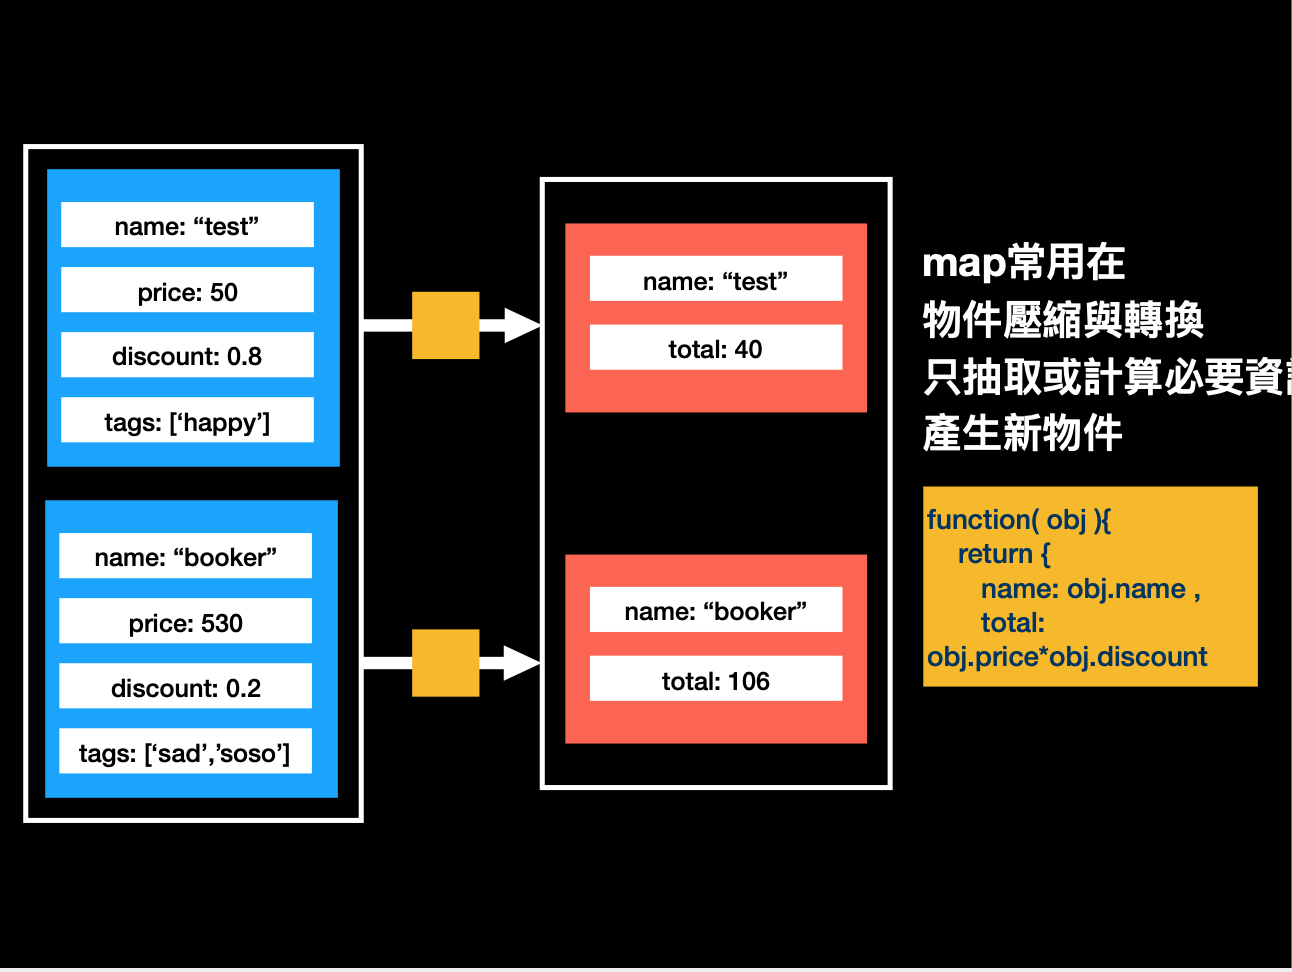 name: “test”
price: 50
discount: 0.8
tags: [‘happy’]
name: “booker”
price: 530
discount: 0.2
tags: [‘sad’,’soso’]
name: “test”
total: 40
name: “booker”
total: 106
map常用在
物件壓縮與轉換
只抽取或計算必要資
產生新物件
function( obj ){
return {
name: obj.name ,
total:
obj.price*obj.discount